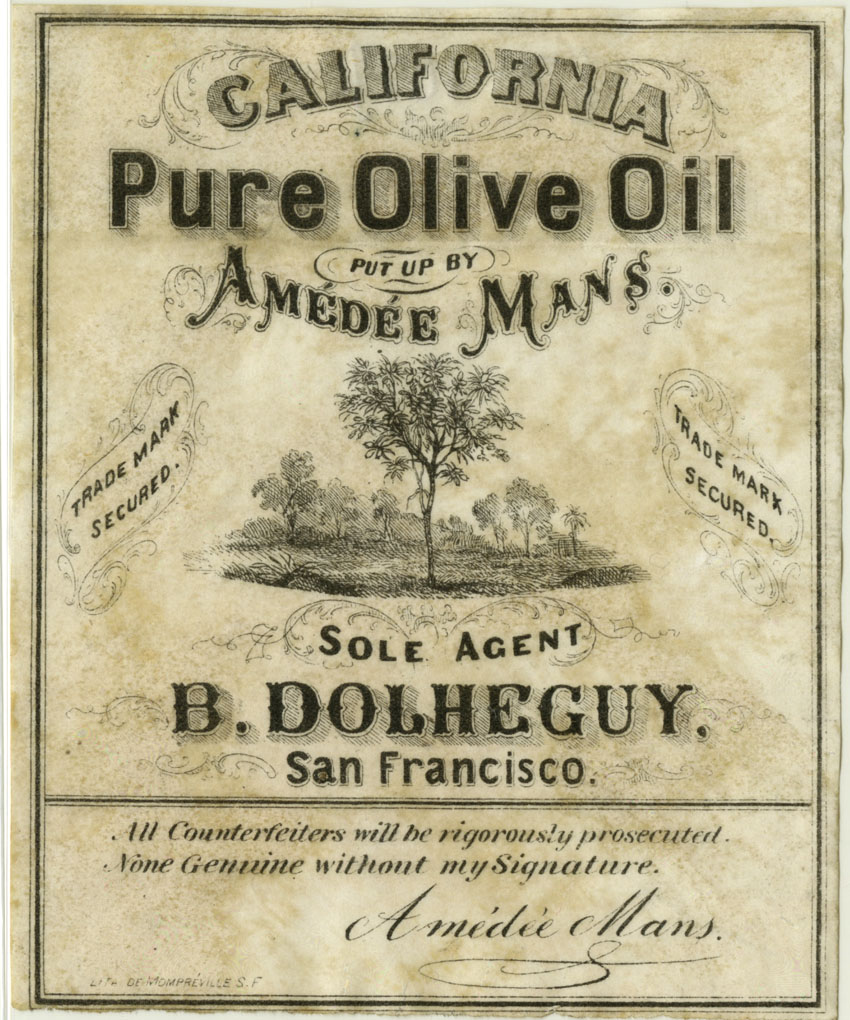 CALIFORNIA
Pure Olive Oil
PUT UP BY
AMÉDÉE MANS.
TRADE MARK
SECURED.
TRADE MARK
SECURED.
SOLE AGENT
B. DOLHEGUY.
San Francisco.
All Counterfeiters will be rigorously prosecuted.
None Genuine without my Signature.
Amédée Mans.
LITH. DE MOMPRÉVILLE S. F